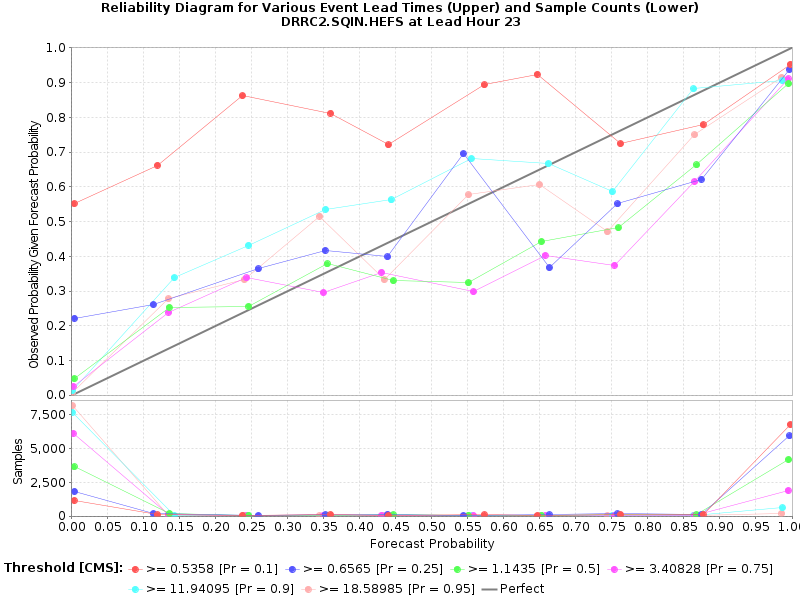 Reliability Diagram for Various Event Lead Times (Upper) and Sample Counts (Lower)
DRRC2.SQIN.HEFS at Lead Hour 23
Observed Probability Given Forecast Probability
1.0
0.9
0.8
0.7
0.6
0.5
0.4
0.3
0.2
0.1
0.0
Samples
7,500
5,000
2,500
0
0.00 0.05 0.10 0.15 0.20 0.25 0.30 0.35 0.40 0.45 0.50 0.55 0.60 0.65 0.70 0.75 0.80 0.85 0.90 0.95 1.0
Forecast Probability
Threshold [CMS]: >= 0.5358 [Pr = 0.1] >= 0.6565 [Pr = 0.25] >= 1.1435 [Pr = 0.5] >= 3.40828 [Pr = 0.75]
>= 11.94095 [Pr = 0.9] >= 18.58985 [Pr = 0.95] Perfect